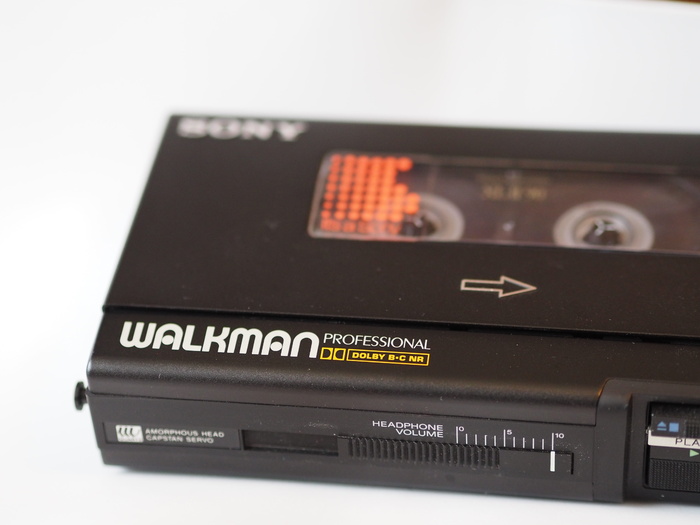 SONY
WALKMAN PROFESSIONAL
DOLBY B·C NR
AMORPHOUS HEAD
CAPSTAN SERVO
HEADPHONE
VOLUME
0 5 10